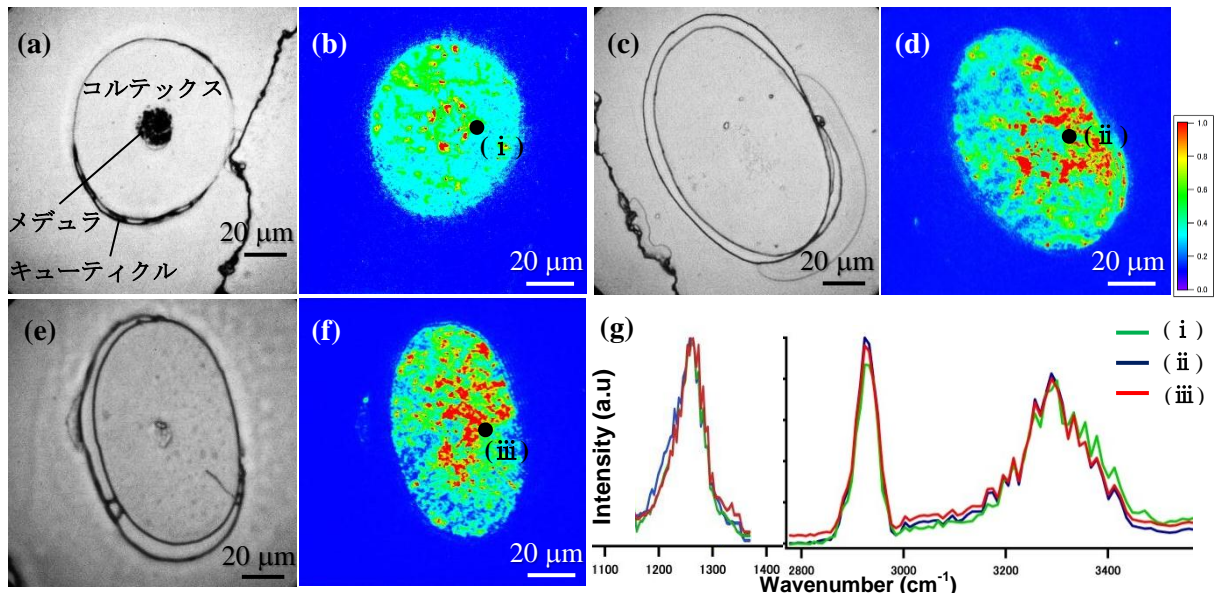 (a)
コルテックス
メデュラ
キューティクル
20 μm
(b)
( i )
20 μm
(c)
20 μm
(d)
( ii )
20 μm
1.0
0.8
0.6
0.4
0.2
0.0
(e)
20 μm
(f)
(iii)
20 μm
(g)
( i )
( ii )
(iii)
Intensity (a.u)
1100 1200 1300 1400 2800 3000 3200 3400
Wavenumber (cm-1)